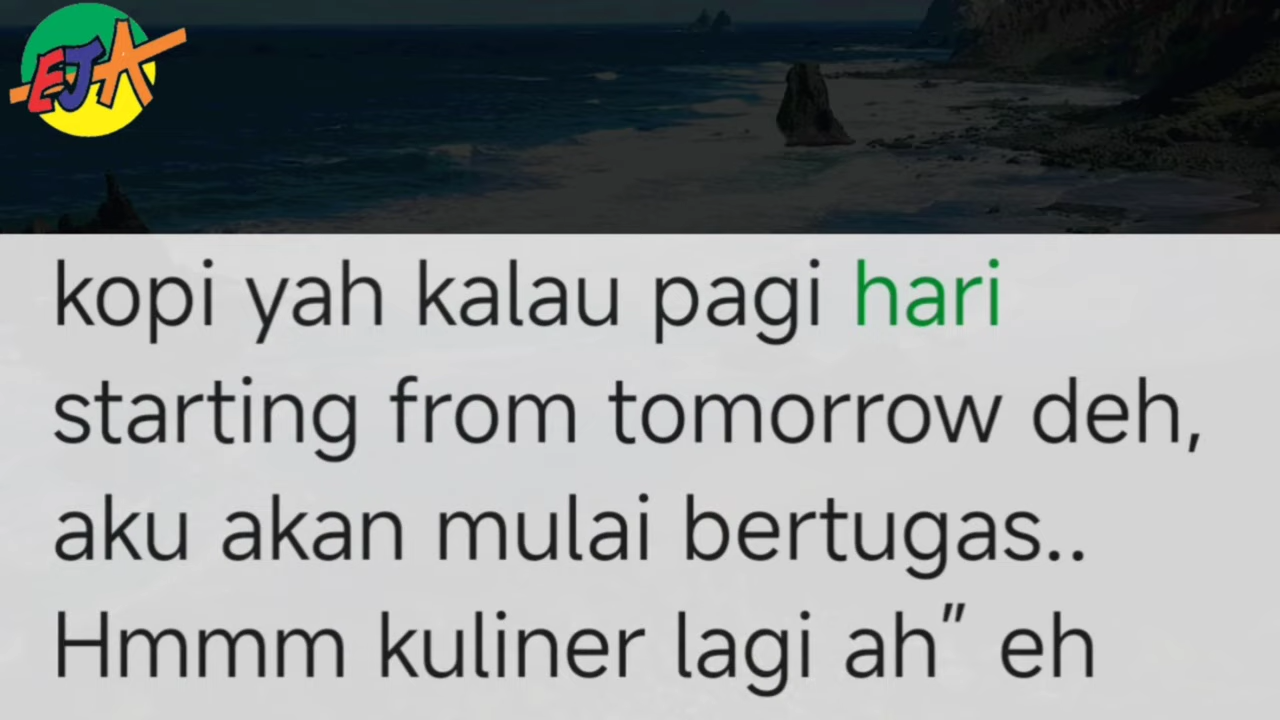 EJA
kopi yah kalau pagi hari
starting from tomorrow deh,
aku akan mulai bertugas..
Hmmm kuliner lagi ah” eh